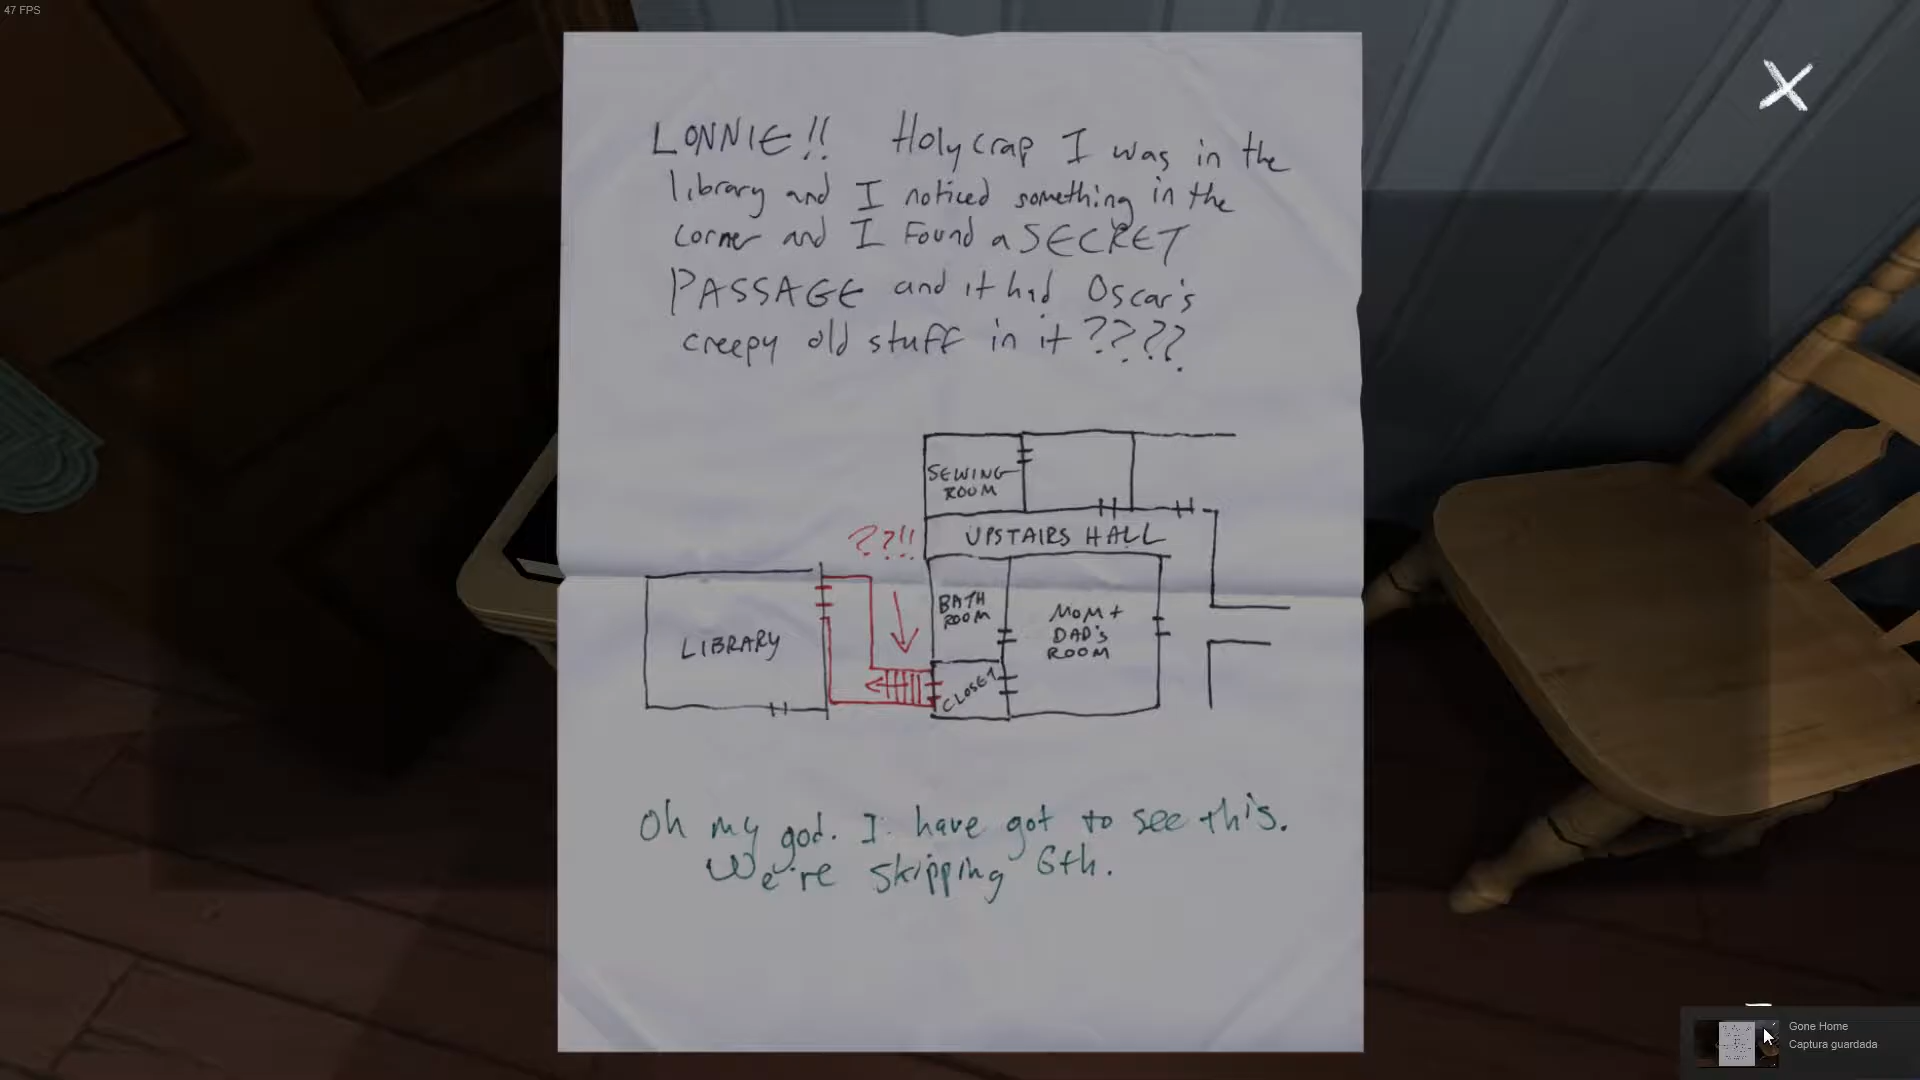 47 FPS
LONNIE!! Holy crap I was in the
library and I noticed something in the
corner and I Found a SECRET
PASSAGE and it had Oscar's
creepy old stuff in it????
SEWING
ROOM
UPSTAIRS HALL
??!!
BATH
ROOM
MOM +
DAD'S
ROOM
LIBRARY
CLOSET
Oh my god. I have got to see this.
We're skipping 6th.
Gone Home
Captura guardada